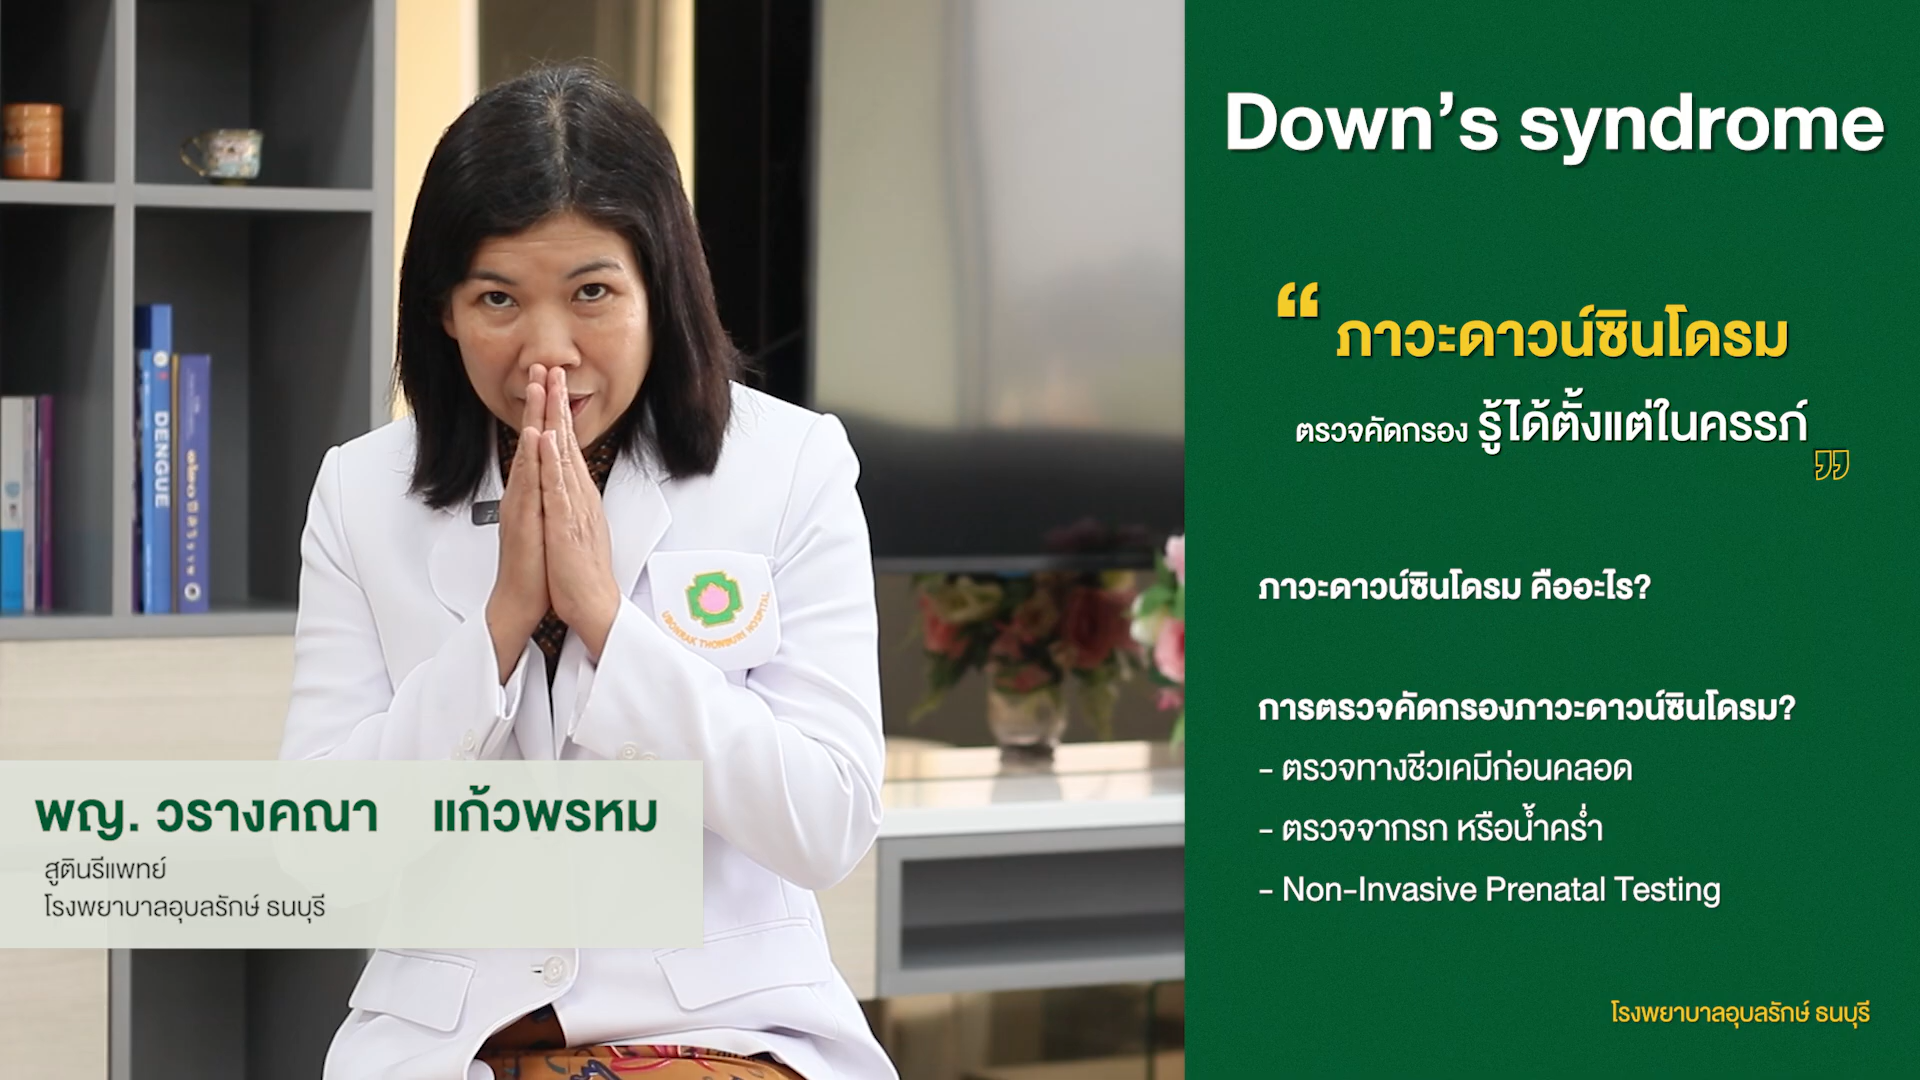 Down's syndrome
“ ภาวะดาวน์ซินโดรม
ตรวจคัดกรอง รู้ได้ตั้งแต่ในครรภ์ ”
ภาวะดาวน์ซินโดรม คืออะไร?
การตรวจคัดกรองภาวะดาวน์ซินโดรม?
- ตรวจทางชีวเคมีก่อนคลอด
- ตรวจจากรก หรือน้ำคร่ำ
- Non-Invasive Prenatal Testing
โรงพยาบาลอุบลรักษ์ ธนบุรี
พญ. วรางคณา แก้วพรหม
สูตินรีแพทย์
โรงพยาบาลอุบลรักษ์ ธนบุรี
UBONRAK THONBURI HOSPITAL
DENGUE